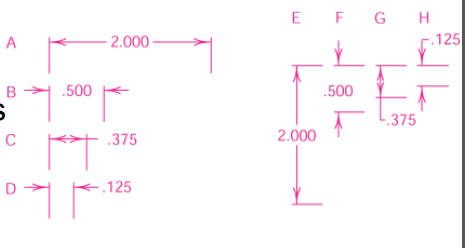 A 2.000
B .500
s
C .375
D .125
E F G H
.125
.500
.375
2.000